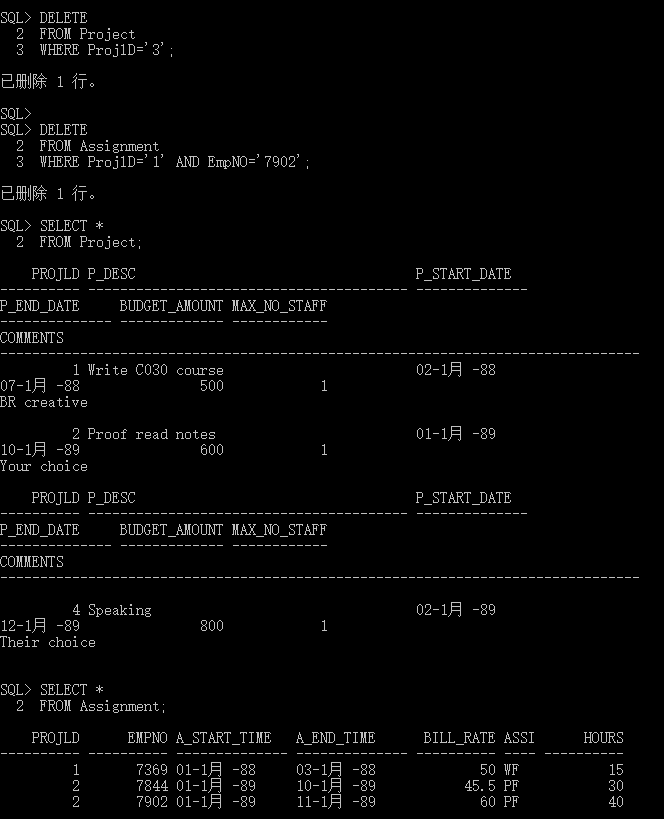 SQL> DELETE
  2  FROM Project
  3  WHERE Proj1D='3';
已删除 1 行。
SQL>
SQL> DELETE
  2  FROM Assignment
  3  WHERE Proj1D='1' AND EmpNO='7902';
已删除 1 行。
SQL> SELECT *
  2  FROM Project;
    PROJLD P_DESC                                   P_START_DATE
---------- ---------------------------------------- --------------
P_END_DATE     BUDGET_AMOUNT MAX_NO_STAFF
-------------- ------------- ------------
COMMENTS
--------------------------------------------------------------------------------
         1 Write C030 course                        02-1月 -88
07-1月 -88               500            1
BR creative
         2 Proof read notes                         01-1月 -89
10-1月 -89               600            1
Your choice
    PROJLD P_DESC                                   P_START_DATE
---------- ---------------------------------------- --------------
P_END_DATE     BUDGET_AMOUNT MAX_NO_STAFF
-------------- ------------- ------------
COMMENTS
--------------------------------------------------------------------------------
         4 Speaking                                 02-1月 -89
12-1月 -89               800            1
Their choice
SQL> SELECT *
  2  FROM Assignment;
    PROJLD      EMPNO A_START_TIME   A_END_TIME      BILL_RATE ASSI      HOURS
---------- ---------- -------------- -------------- ---------- ---- ----------
         1       7369 01-1月 -88     03-1月 -88             50 WF           15
         2       7844 01-1月 -89     10-1月 -89           45.5 PF           30
         2       7902 01-1月 -89     11-1月 -89             60 PF           40